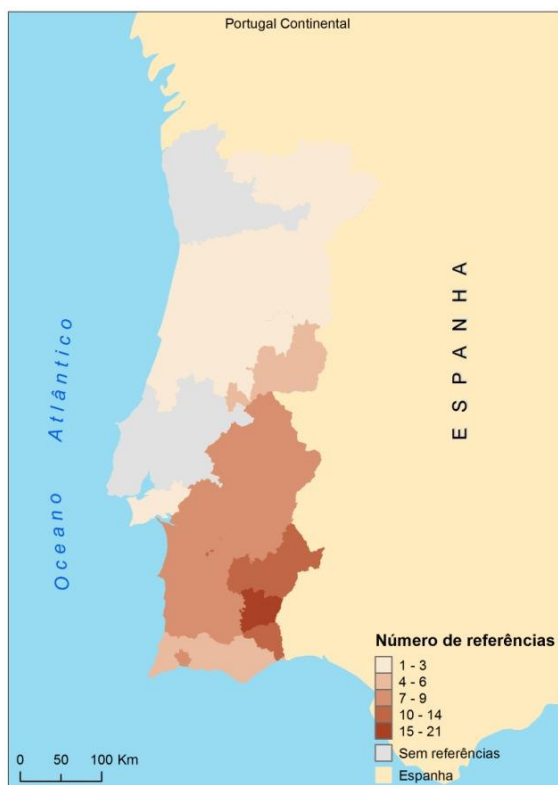 Portugal Continental
Oceano Atlântico
ESPANHA
Número de referências
1 - 3
4 - 6
7 - 9
10 - 14
15 - 21
Sem referências
Espanha
0 50 100 Km